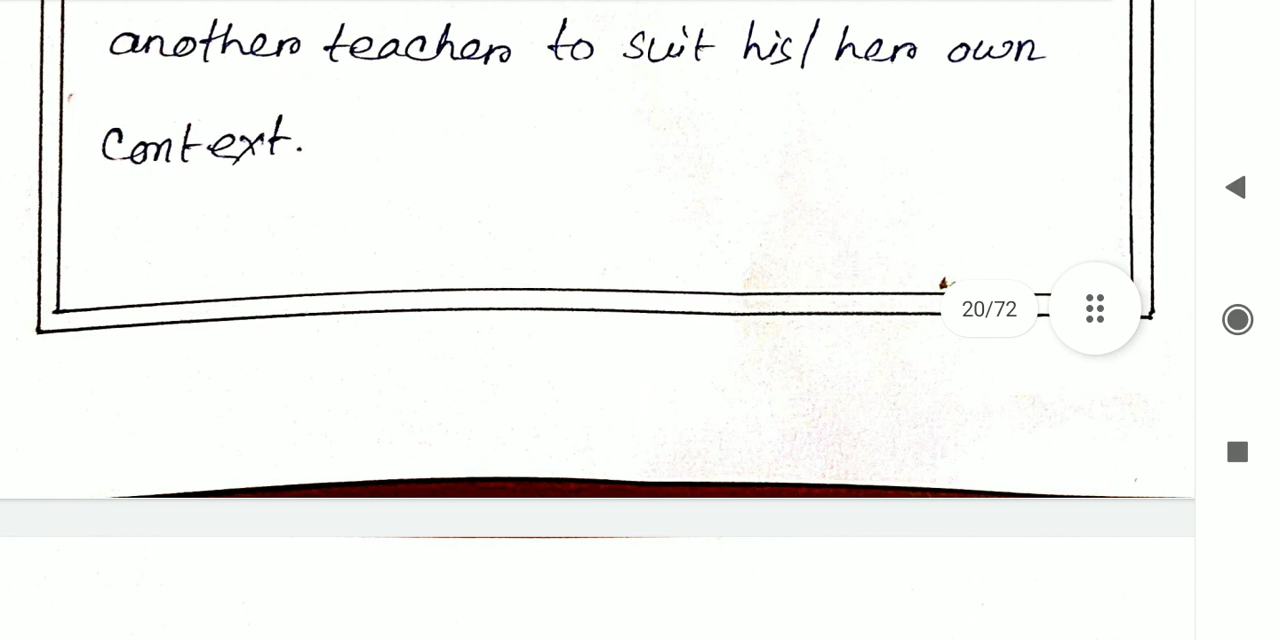 another teacher to suit his/ her own
context.
20/72